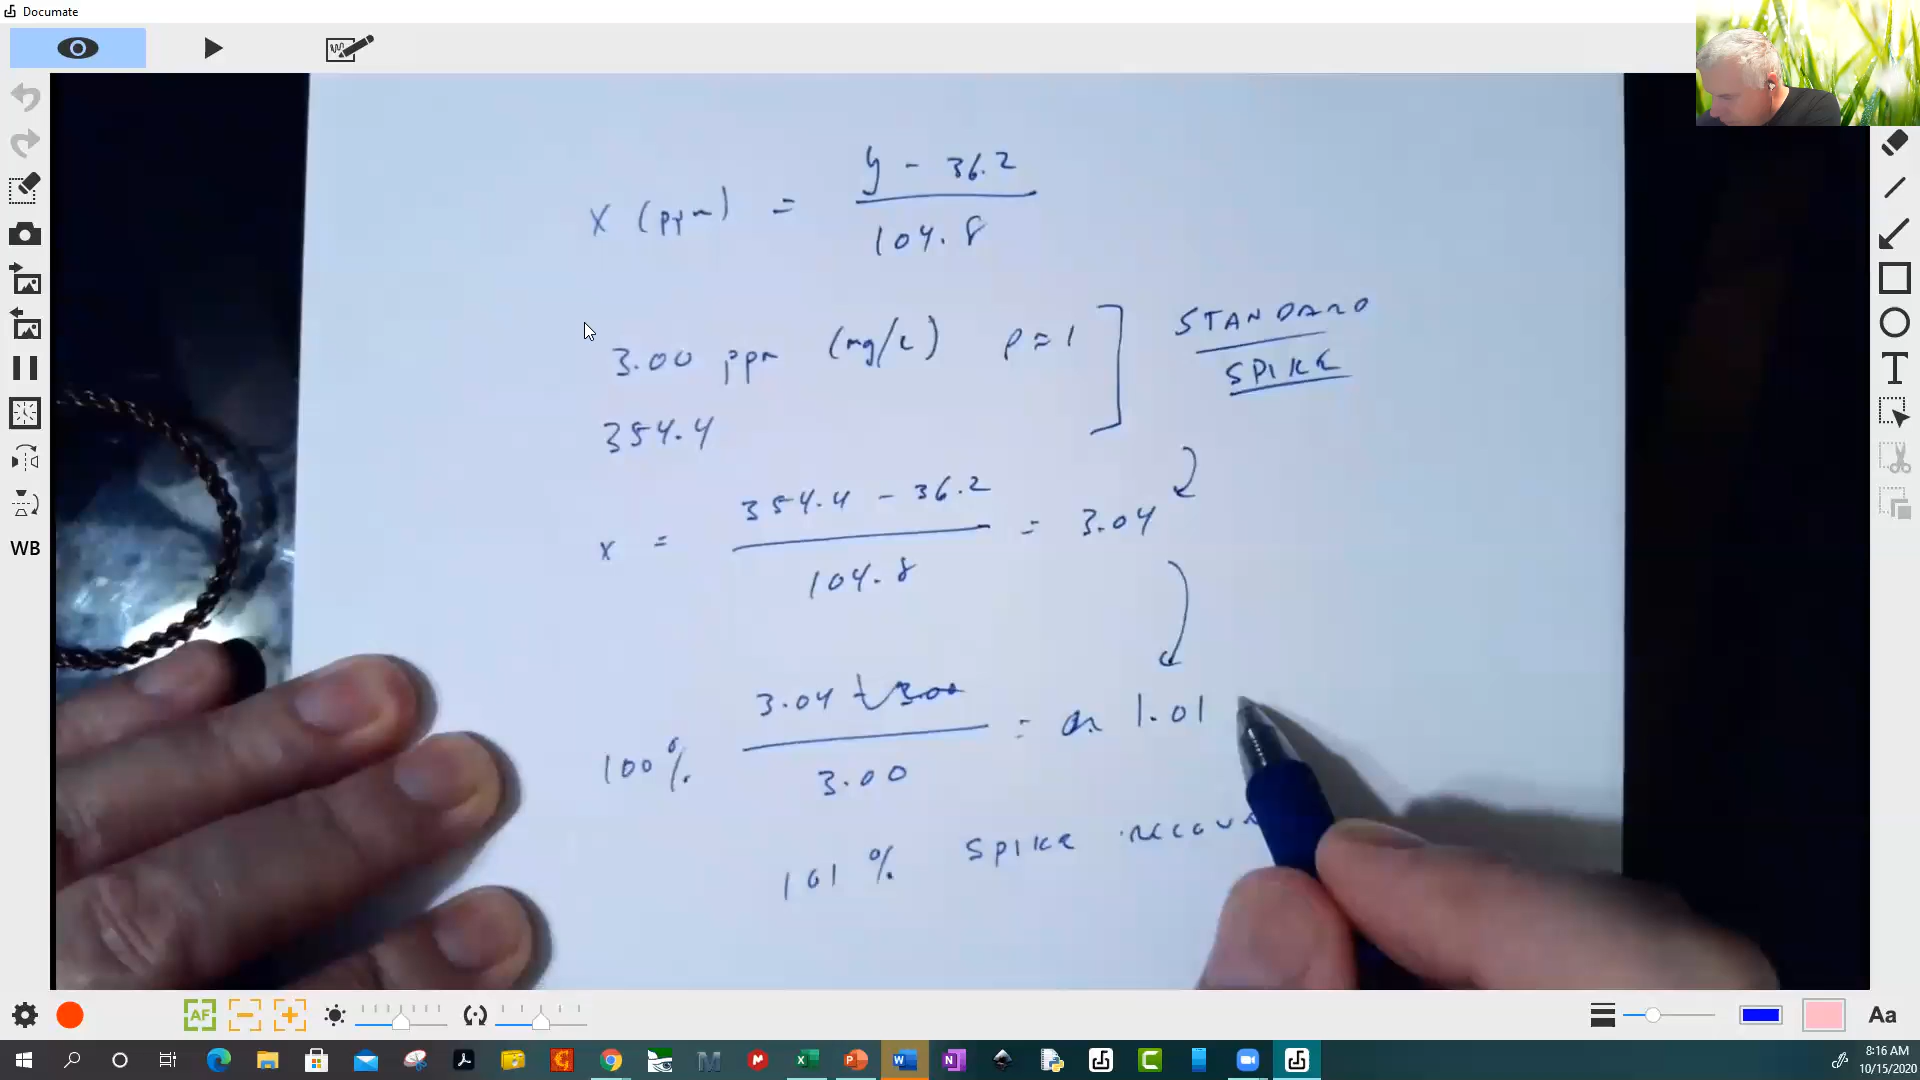 Documate
x (ppm) = y - 36.2 / 104.8
3.00 ppm (mg/L) ρ = 1 ] STANDARD
SPIKE
354.4
x = 354.4 - 36.2 / 104.8 = 3.04
100% 3.04 / 3.00 = 1.01
101% SPIKE recov
WB
AF
Aa
8:16 AM
10/15/2020